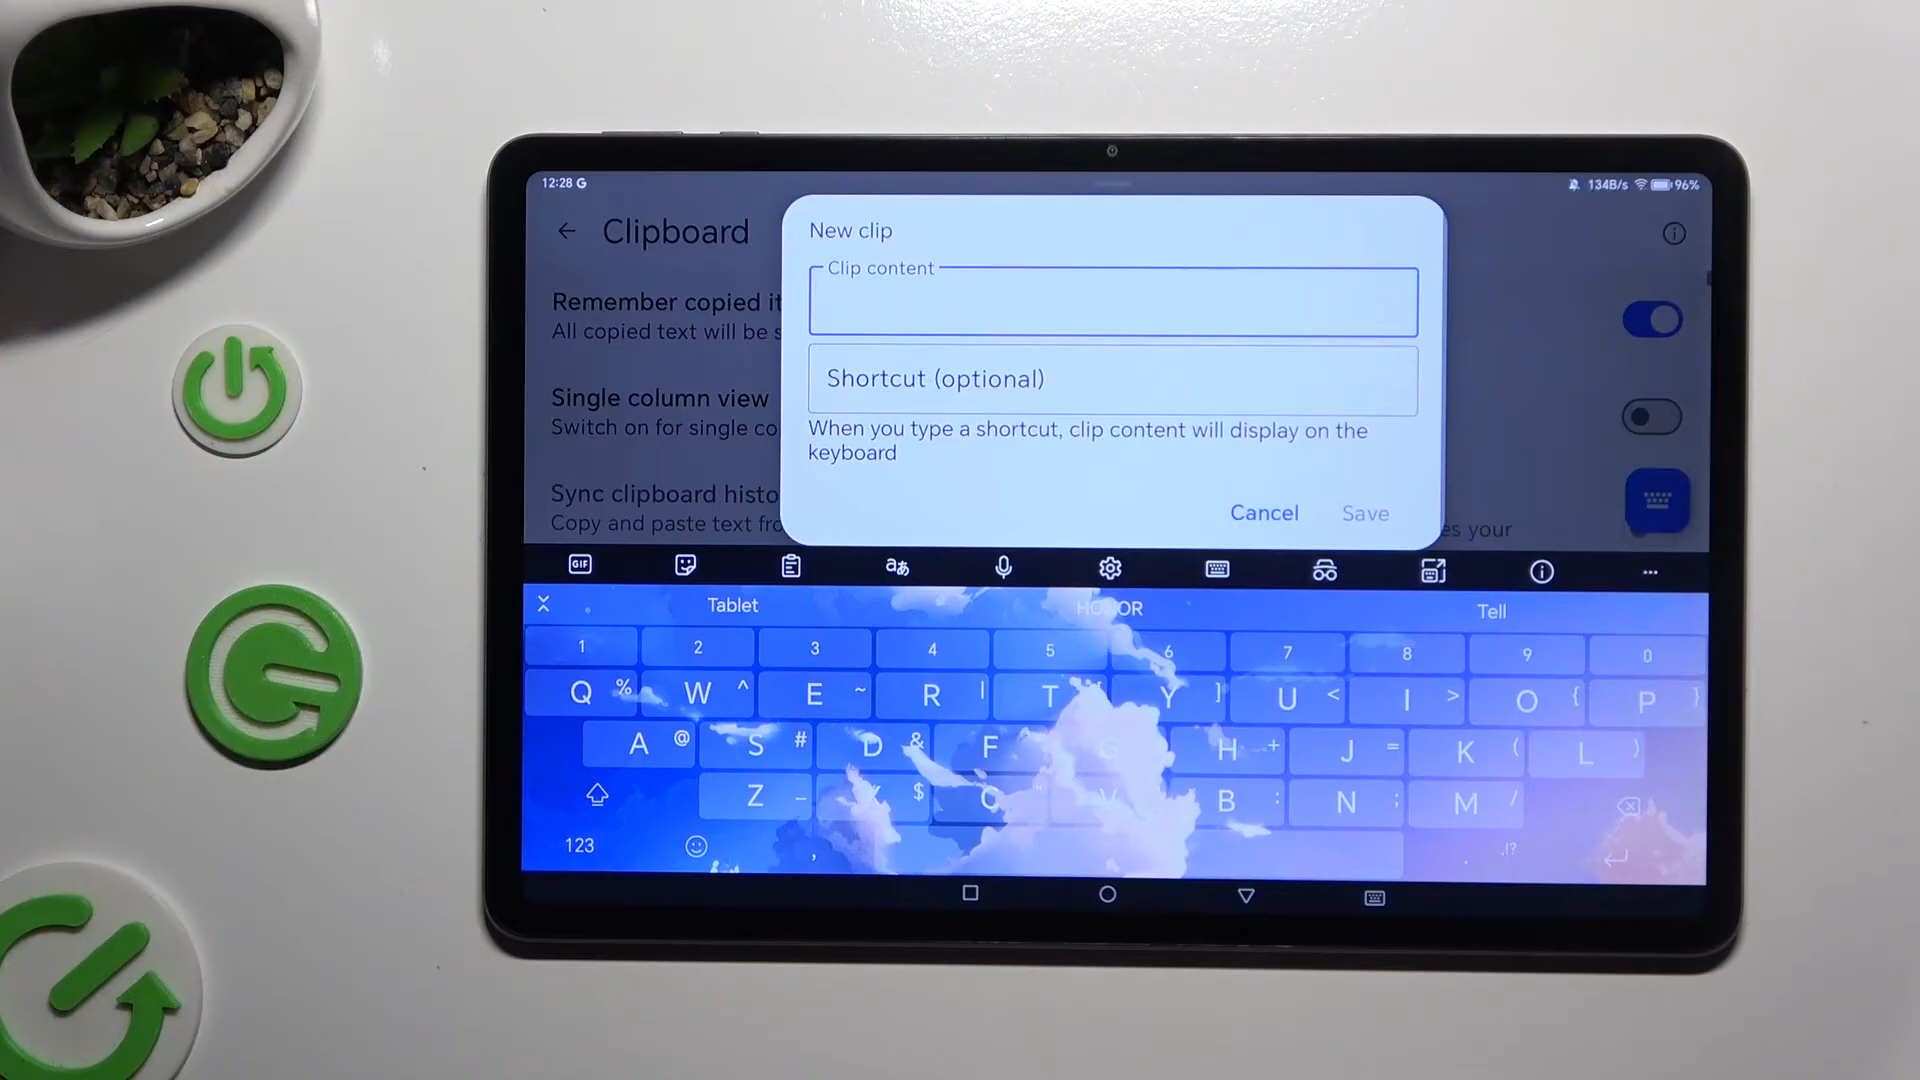 12:28 G
134B/s 96%
← Clipboard
New clip
Clip content
Remember copied it
All copied text will be s
Shortcut (optional)
Single column view
Switch on for single co
When you type a shortcut, clip content will display on the
keyboard
Sync clipboard histo
Copy and paste text fro
es your
Cancel Save
GIF
Tablet HONOR Tell
1 2 3 4 5 6 7 8 9 0
Q % W ^ E ~ R | T [ Y ] U < I > O { P }
A @ S # D & F G H + J = K ( L )
Z _ X $ C " V B : N ; M /
123 , . .!?